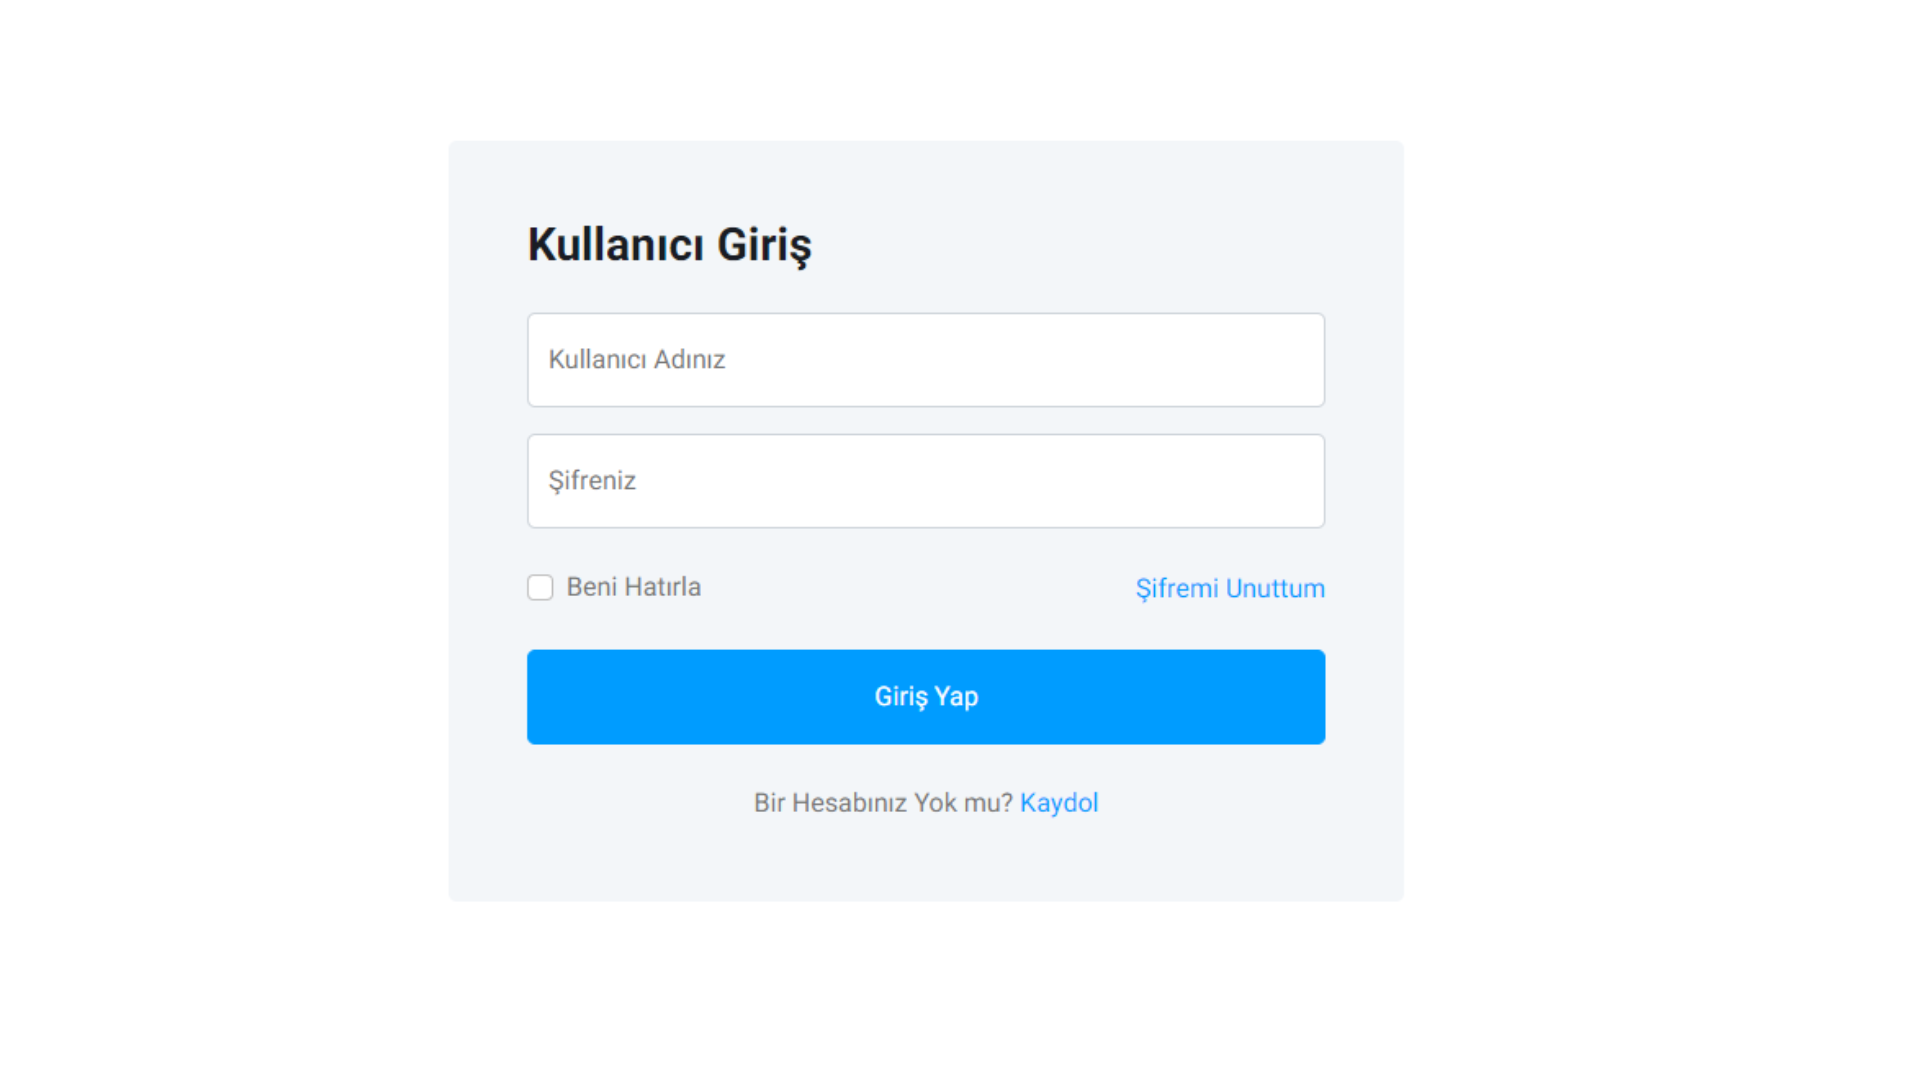 Kullanıcı Giriş
Kullanıcı Adınız
Şifreniz
Beni Hatırla
Şifremi Unuttum
Giriş Yap
Bir Hesabınız Yok mu? Kaydol